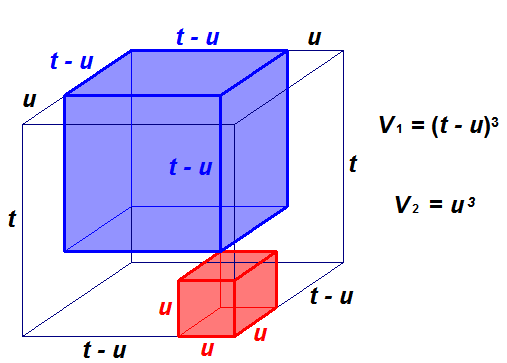 t - u
u
t - u
u
V₁ = (t - u)³
t - u
t
V₂ = u³
t
t - u
u
u
t - u
u